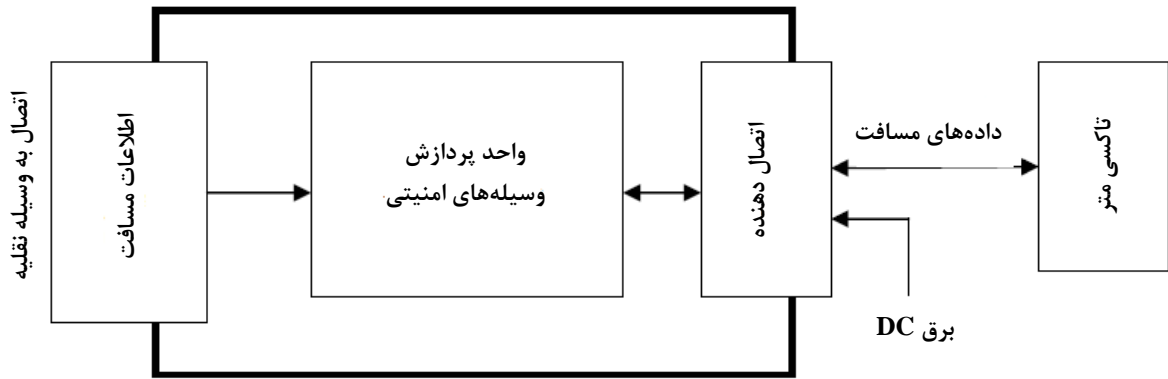 اتصال به وسیله نقلیه
اطلاعات مسافت
واحد پردازش
وسیله‌های امنیتی
اتصال دهنده
داده‌های مسافت
برق DC
تاکسی متر